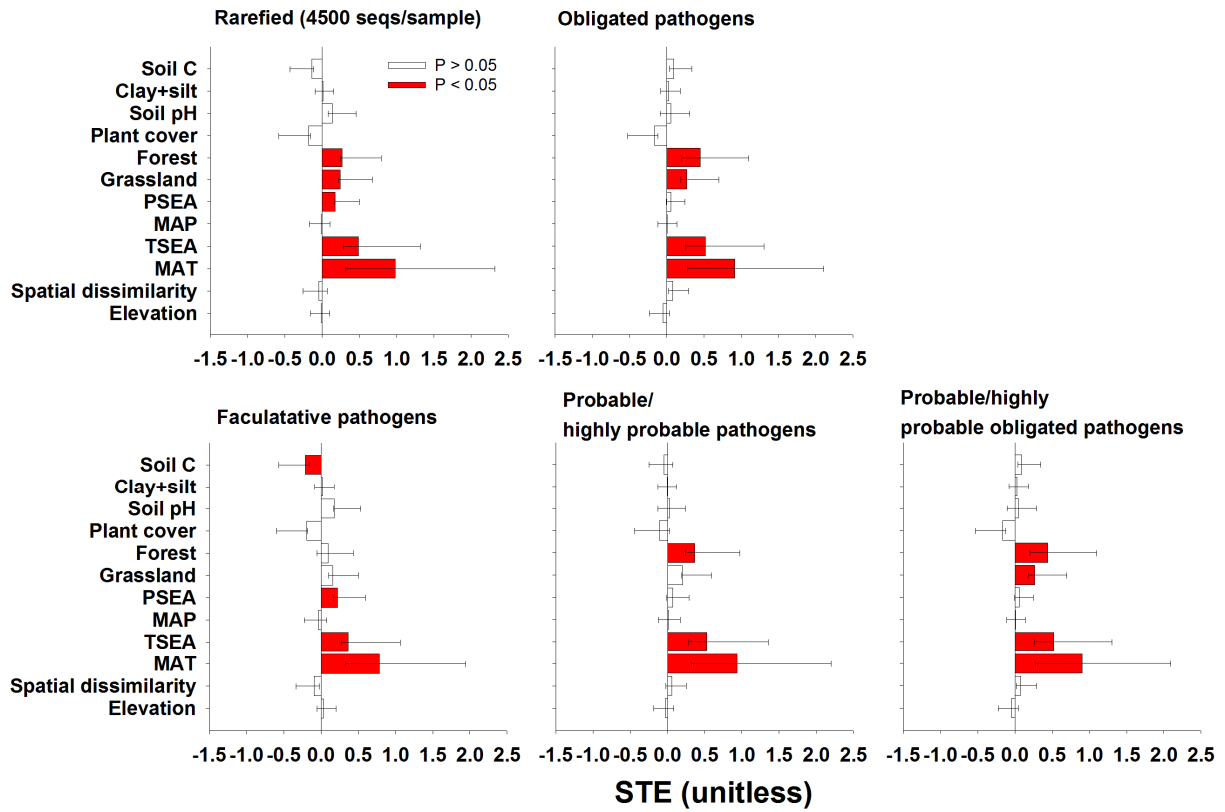 Rarefied (4500 seqs/sample)
Obligated pathogens
P > 0.05
P < 0.05
Soil C
Clay+silt
Soil pH
Plant cover
Forest
Grassland
PSEA
MAP
TSEA
MAT
Spatial dissimilarity
Elevation
-1.5 -1.0 -0.5 0.0 0.5 1.0 1.5 2.0 2.5
-1.5 -1.0 -0.5 0.0 0.5 1.0 1.5 2.0 2.5
Faculatative pathogens
Probable/
highly probable pathogens
Probable/highly
probable obligated pathogens
Soil C
Clay+silt
Soil pH
Plant cover
Forest
Grassland
PSEA
MAP
TSEA
MAT
Spatial dissimilarity
Elevation
-1.5 -1.0 -0.5 0.0 0.5 1.0 1.5 2.0 2.5
-1.5 -1.0 -0.5 0.0 0.5 1.0 1.5 2.0 2.5
-1.5 -1.0 -0.5 0.0 0.5 1.0 1.5 2.0 2.5
STE (unitless)